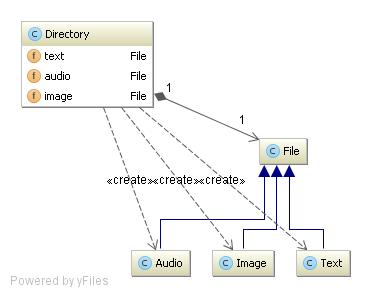 C Directory
f text File
f audio File
f image File
1
1
C File
«create»«create»«create»
C Audio
C Image
C Text
Powered by yFiles